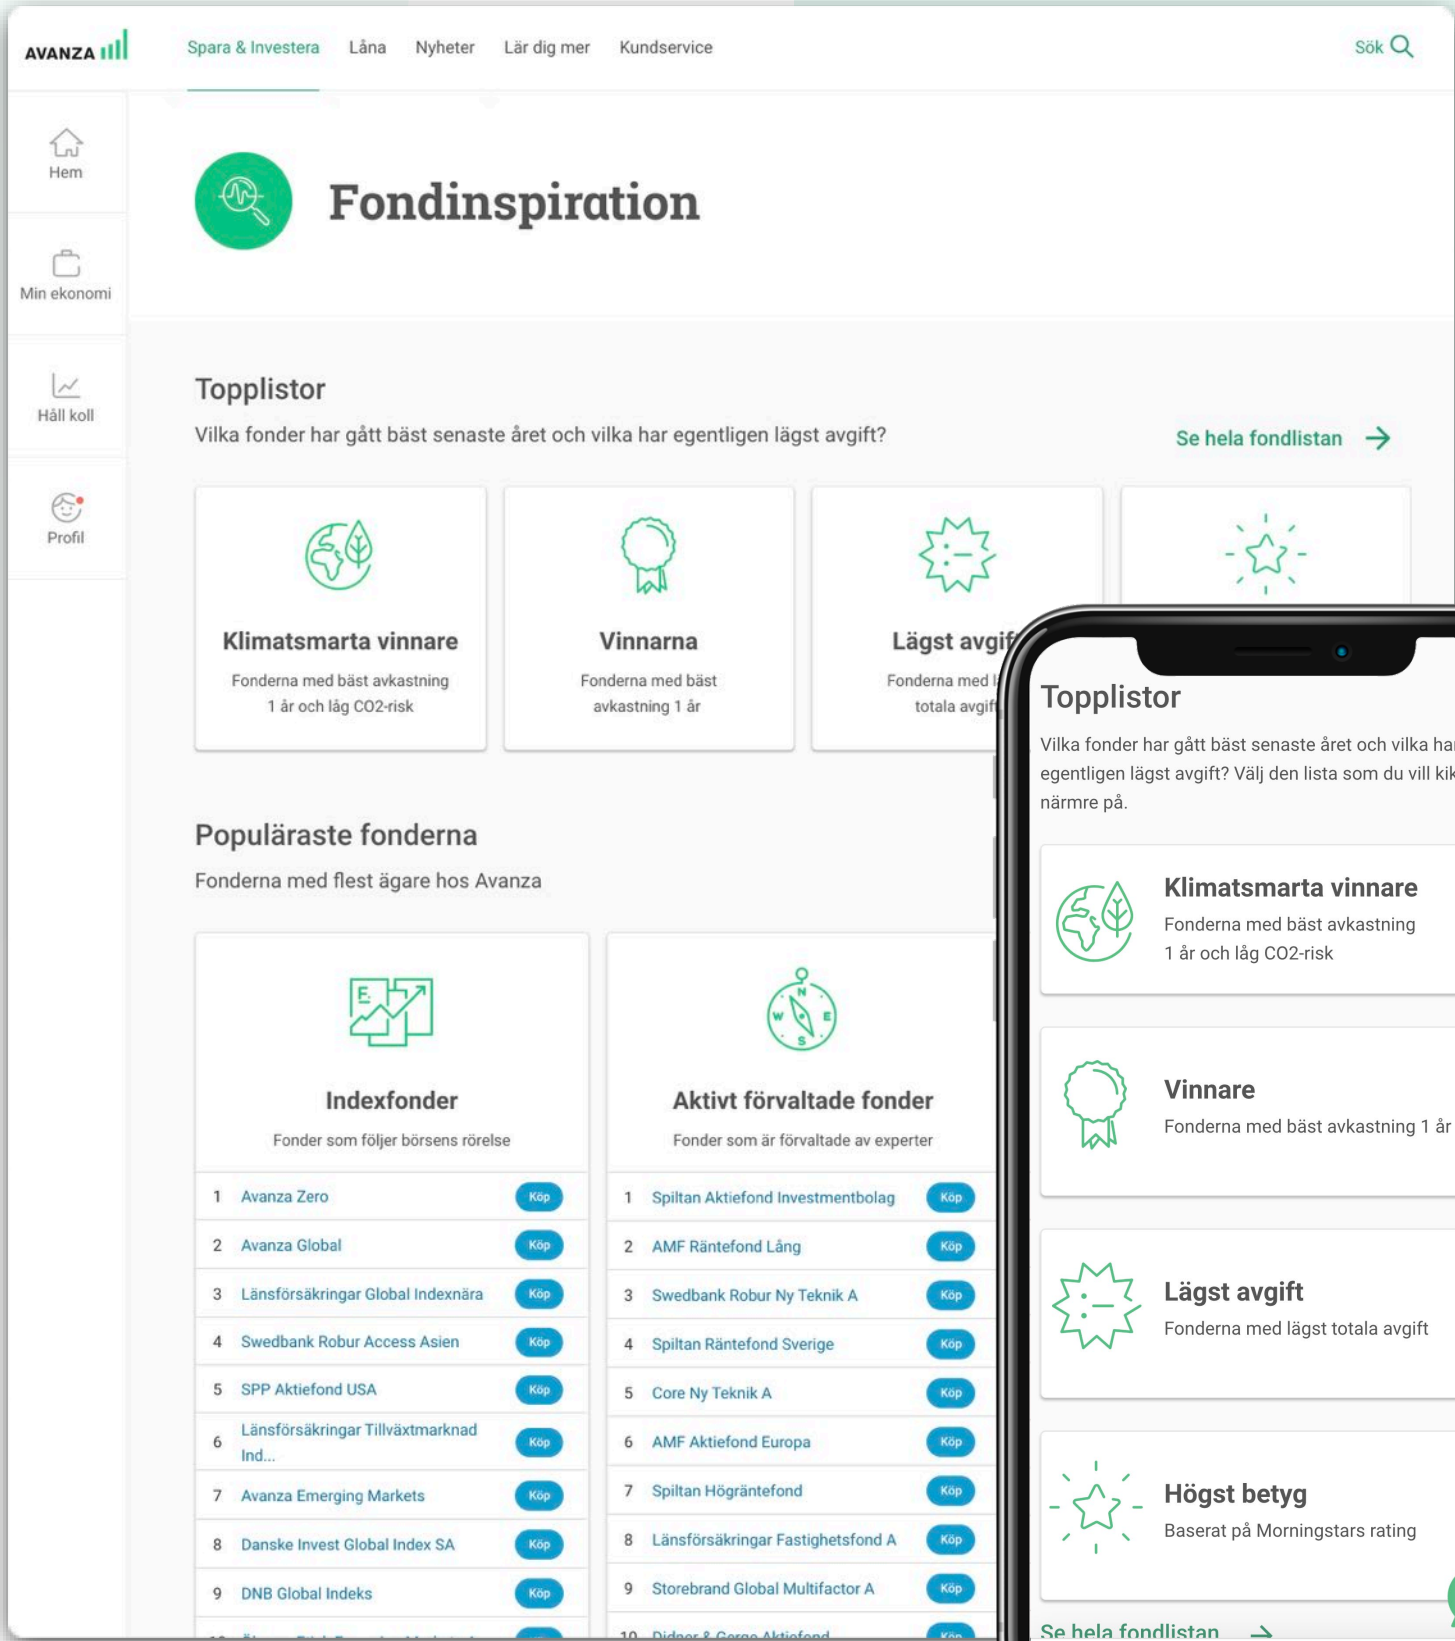 AVANZA
Spara & Investera
Låna
Nyheter
Lär dig mer
Kundservice
Sök
Hem
Min ekonomi
Håll koll
Profil
Fondinspiration
Topplistor
Vilka fonder har gått bäst senaste året och vilka har egentligen lägst avgift?
Se hela fondlistan
Klimatsmarta vinnare
Fonderna med bäst avkastning
1 år och låg CO2-risk
Vinnarna
Fonderna med bäst
avkastning 1 år
Lägst avgift
Fonderna med
totala avgift
Populäraste fonderna
Fonderna med flest ägare hos Avanza
F.
Indexfonder
Fonder som följer börsens rörelse
1 Avanza Zero Köp
2 Avanza Global Köp
3 Länsförsäkringar Global Indexnära Köp
4 Swedbank Robur Access Asien Köp
5 SPP Aktiefond USA Köp
6 Länsförsäkringar Tillväxtmarknad
Ind... Köp
7 Avanza Emerging Markets Köp
8 Danske Invest Global Index SA Köp
9 DNB Global Indeks Köp
N
W E
S
Aktivt förvaltade fonder
Fonder som är förvaltade av experter
1 Spiltan Aktiefond Investmentbolag Köp
2 AMF Räntefond Lång Köp
3 Swedbank Robur Ny Teknik A Köp
4 Spiltan Räntefond Sverige Köp
5 Core Ny Teknik A Köp
6 AMF Aktiefond Europa Köp
7 Spiltan Högräntefond Köp
8 Länsförsäkringar Fastighetsfond A Köp
9 Storebrand Global Multifactor A Köp
10 Didner & Gerge Aktiefond Köp
Topplistor
Vilka fonder har gått bäst senaste året och vilka har
egentligen lägst avgift? Välj den lista som du vill kik
närmre på.
Klimatsmarta vinnare
Fonderna med bäst avkastning
1 år och låg CO2-risk
Vinnare
Fonderna med bäst avkastning 1 år
Lägst avgift
Fonderna med lägst totala avgift
Högst betyg
Baserat på Morningstars rating
Se hela fondlistan